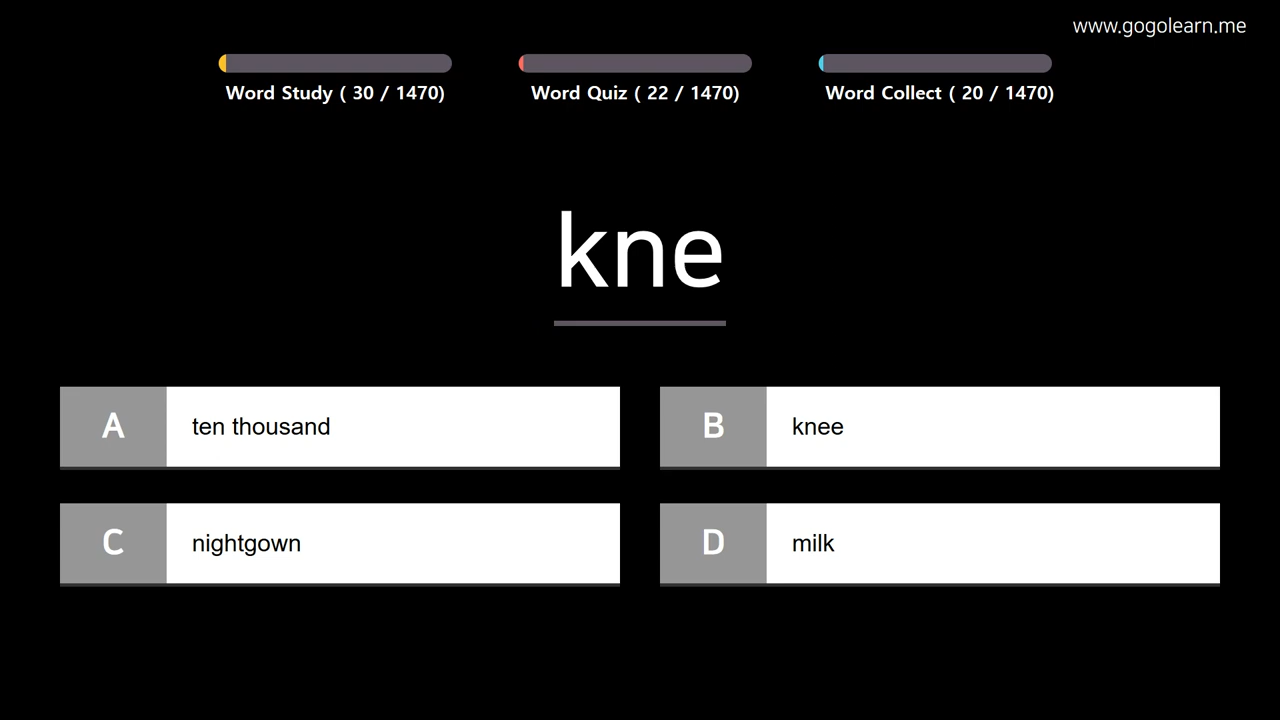 www.gogolearn.me
Word Study ( 30 / 1470)
Word Quiz ( 22 / 1470)
Word Collect ( 20 / 1470)
kne
A ten thousand
B knee
C nightgown
D milk